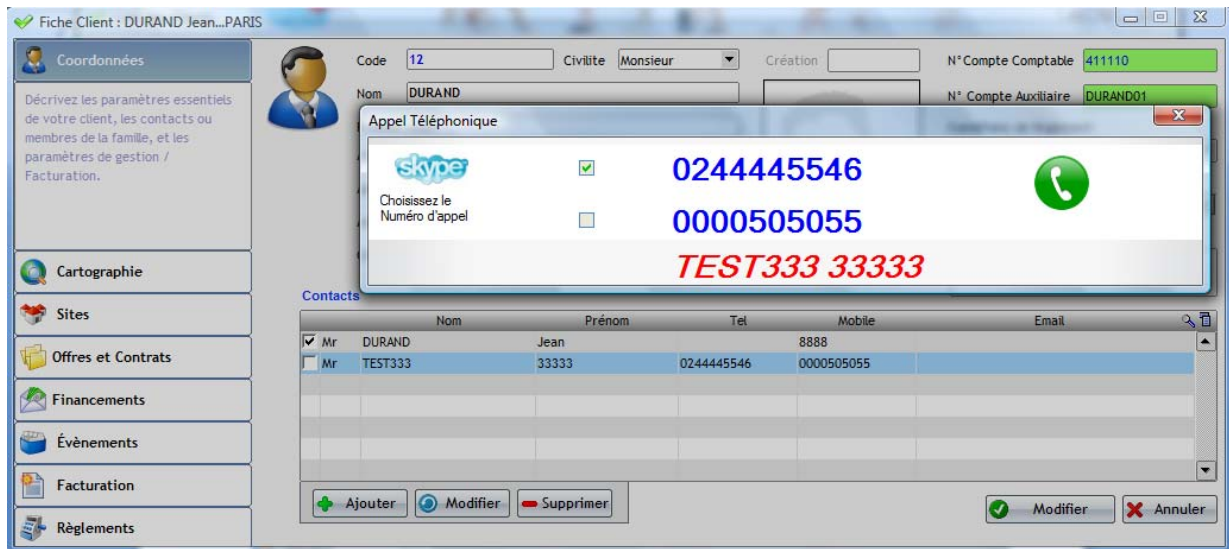 Fiche Client : DURAND Jean...PARIS
Coordonnées
Décrivez les paramètres essentiels
de votre client, les contacts ou
membres de la famille, et les
paramètres de gestion /
Facturation.
Cartographie
Sites
Offres et Contrats
Financements
Évènements
Facturation
Règlements
Code 12 Civilite Monsieur Création N°Compte Comptable 411110
Nom DURAND N° Compte Auxiliaire DURAND01
Appel Téléphonique
skype
Choisissez le
Numéro d'appel
0244445546
0000505055
TEST333 33333
Contacts
Nom Prénom Tel Mobile Email
Mr DURAND Jean 8888
Mr TEST333 33333 0244445546 0000505055
Ajouter Modifier Supprimer
Modifier Annuler